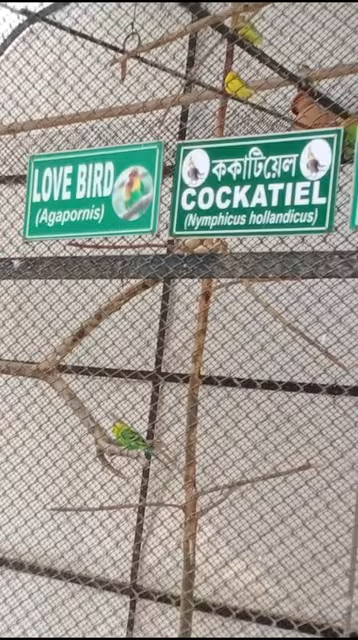 LOVE BIRD
(Agapornis)
ককাটিয়েল
COCKATIEL
(Nymphicus hollandicus)